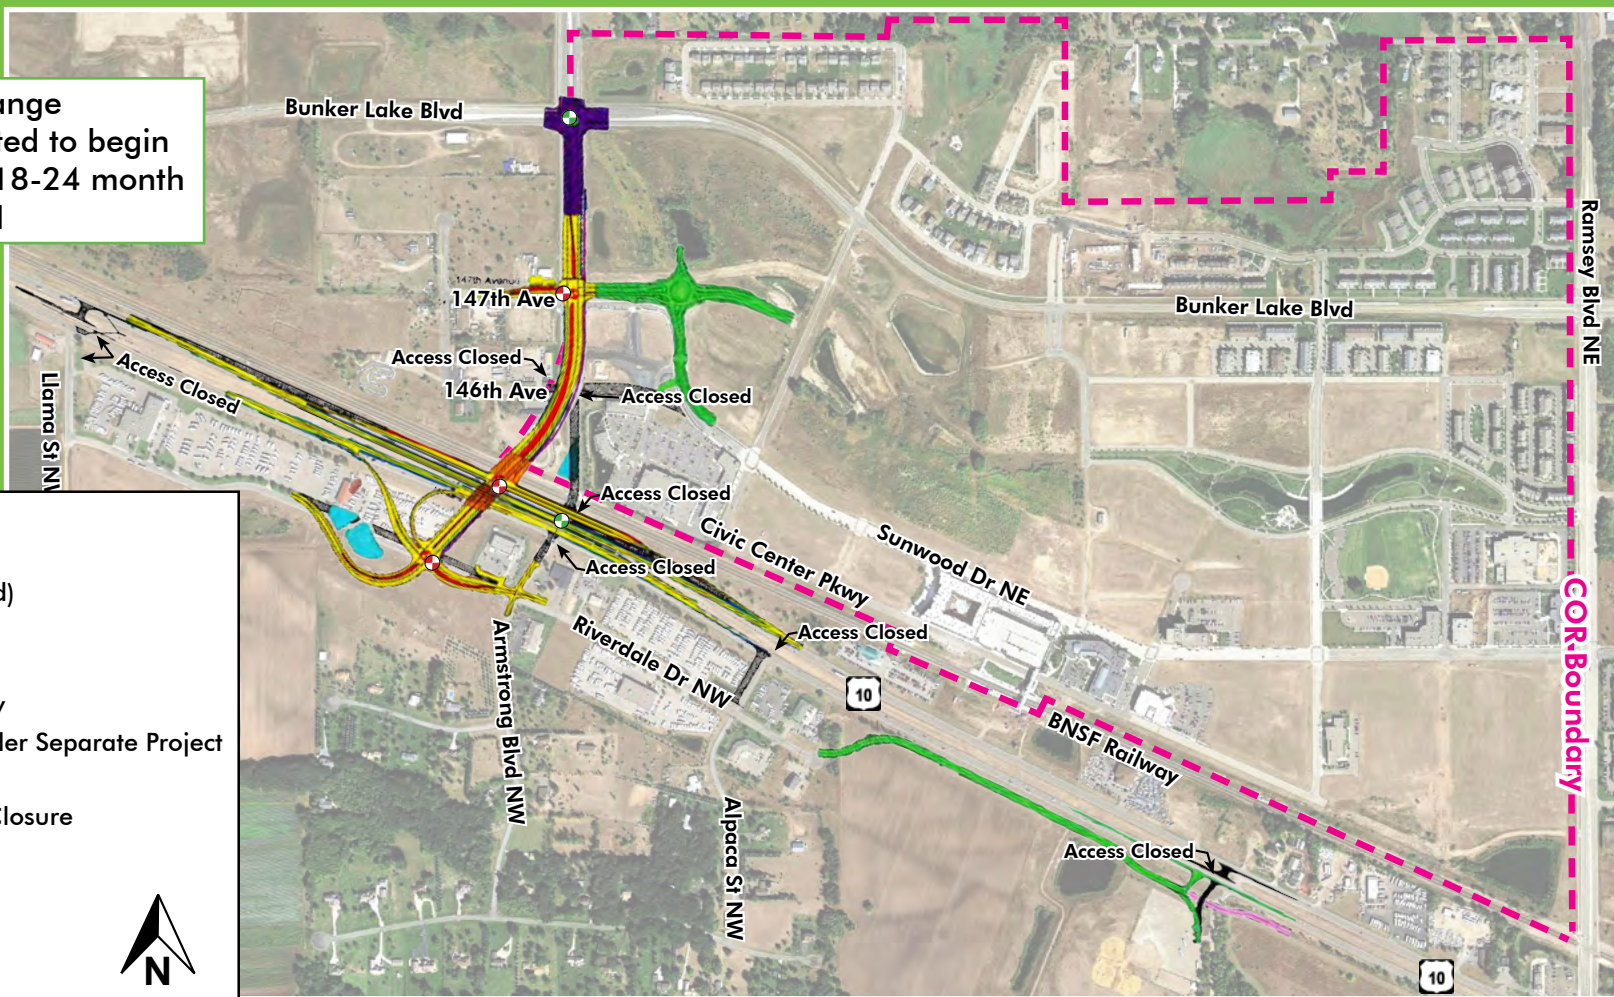 ange
ted to begin
18-24 month
d)
der Separate Project
Closure
N
Bunker Lake Blvd
147th Avenue
147th Ave
Access Closed
146th Ave
Access Closed
Access Closed
Llama St NW
Access Closed
Access Closed
Civic Center Pkwy
Sunwood Dr NE
Access Closed
Riverdale Dr NW
Armstrong Blvd NW
10
BNSF Railway
Alpaca St NW
Access Closed
10
Bunker Lake Blvd
Ramsey Blvd NE
COR Boundary